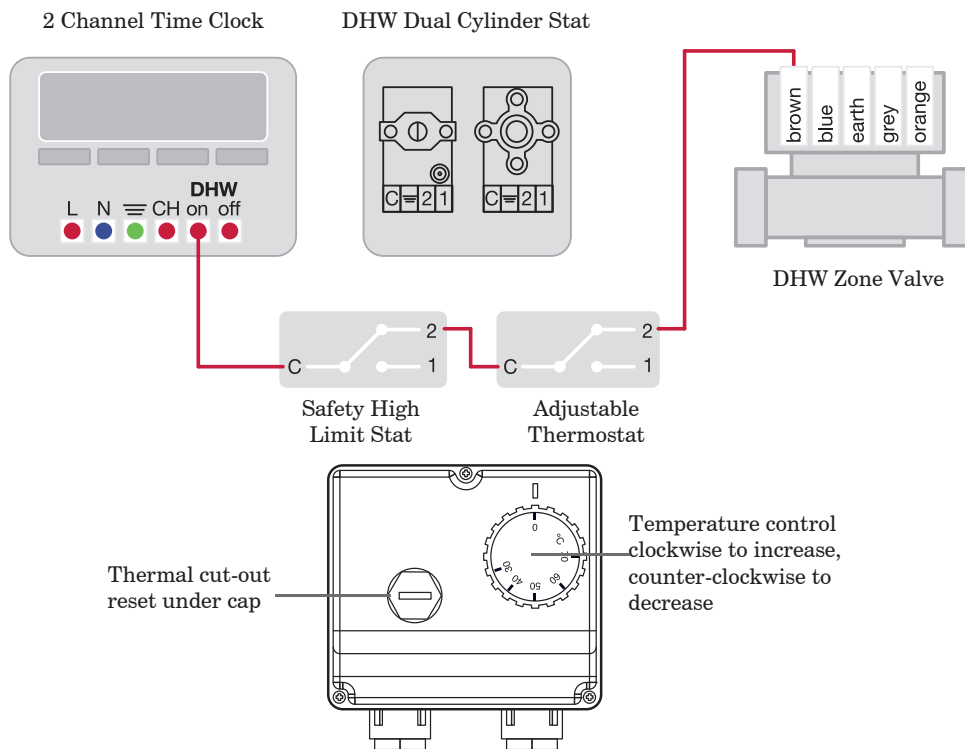 2 Channel Time Clock
DHW Dual Cylinder Stat
brown
blue
earth
grey
orange
DHW
L N CH on off
C 2 1
C 2 1
DHW Zone Valve
C 2 1
C 2 1
Safety High
Limit Stat
Adjustable
Thermostat
Thermal cut-out
reset under cap
0
°C
70
60
50
40
30
Temperature control
clockwise to increase,
counter-clockwise to
decrease